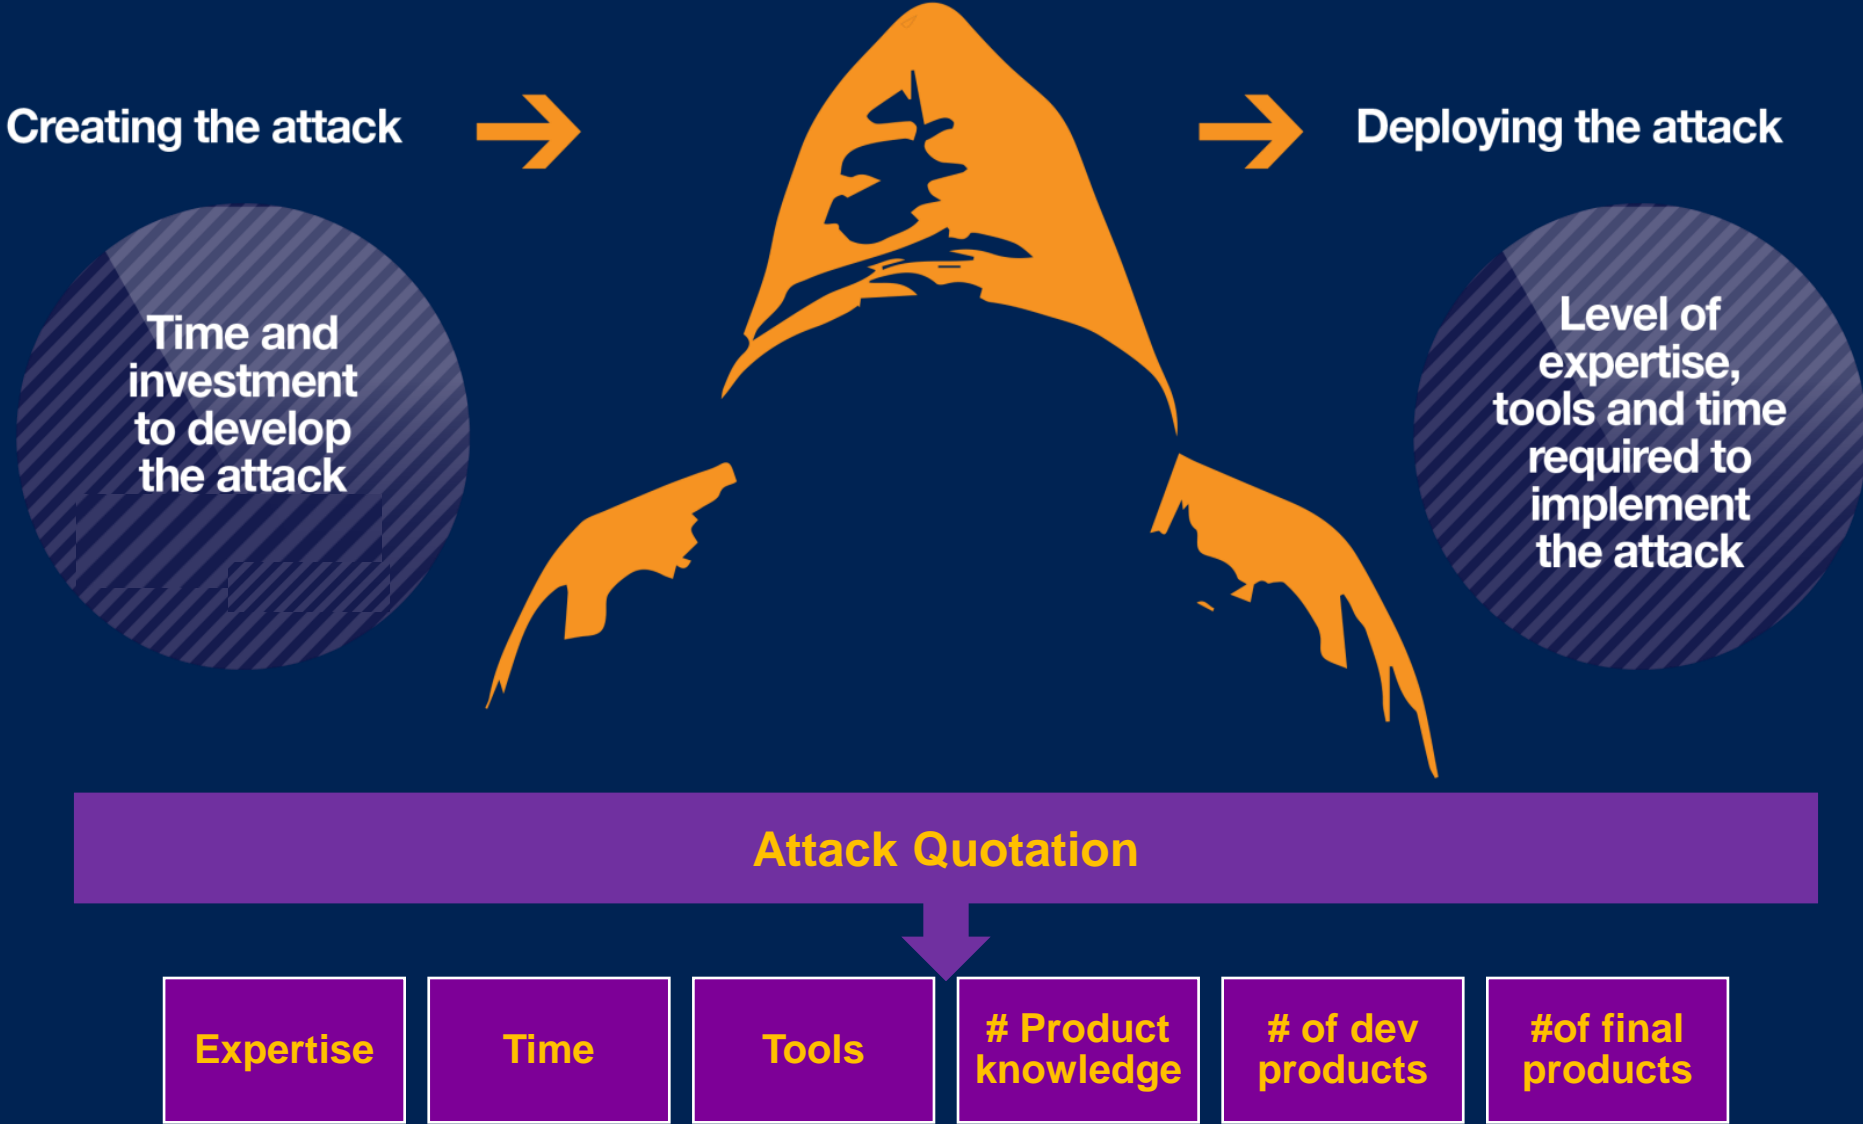 Creating the attack
Deploying the attack
Time and
investment
to develop
the attack
Level of
expertise,
tools and time
required to
implement
the attack
Attack Quotation
Expertise
Time
Tools
# Product
knowledge
# of dev
products
#of final
products